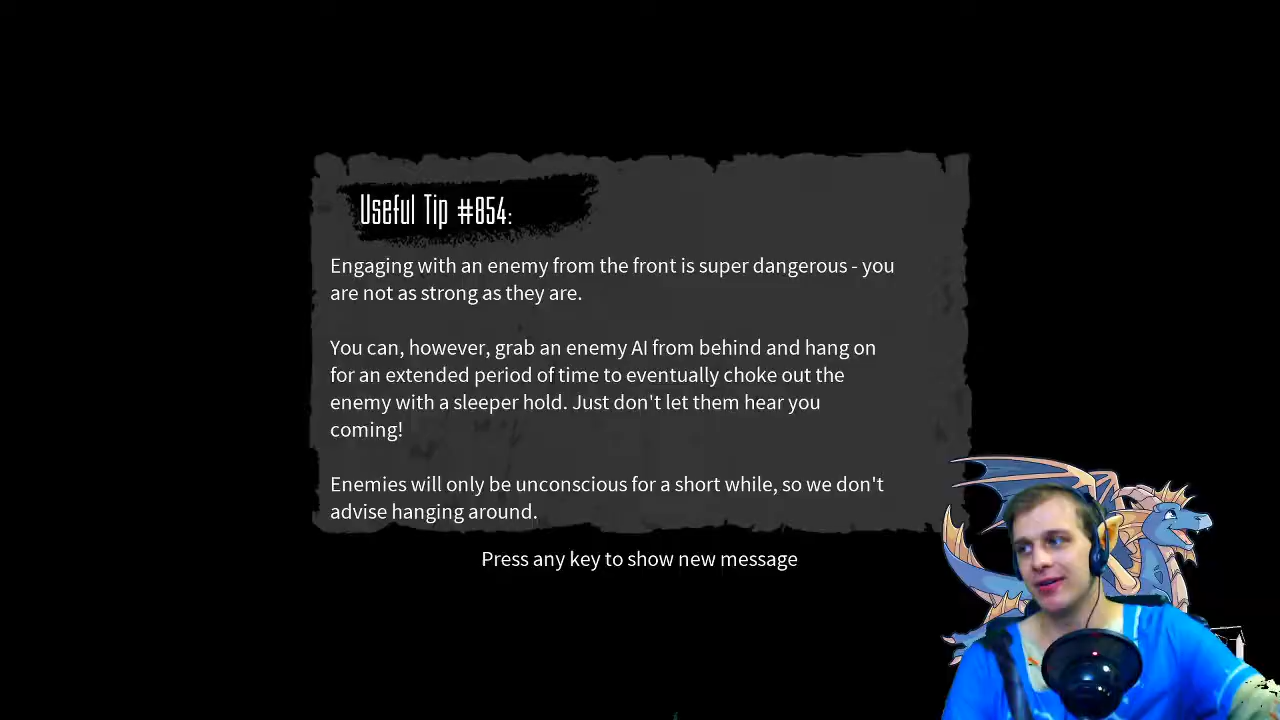 Useful Tip #854:
Engaging with an enemy from the front is super dangerous - you
are not as strong as they are.
You can, however, grab an enemy AI from behind and hang on
for an extended period of time to eventually choke out the
enemy with a sleeper hold. Just don't let them hear you
coming!
Enemies will only be unconscious for a short while, so we don't
advise hanging around.
Press any key to show new message